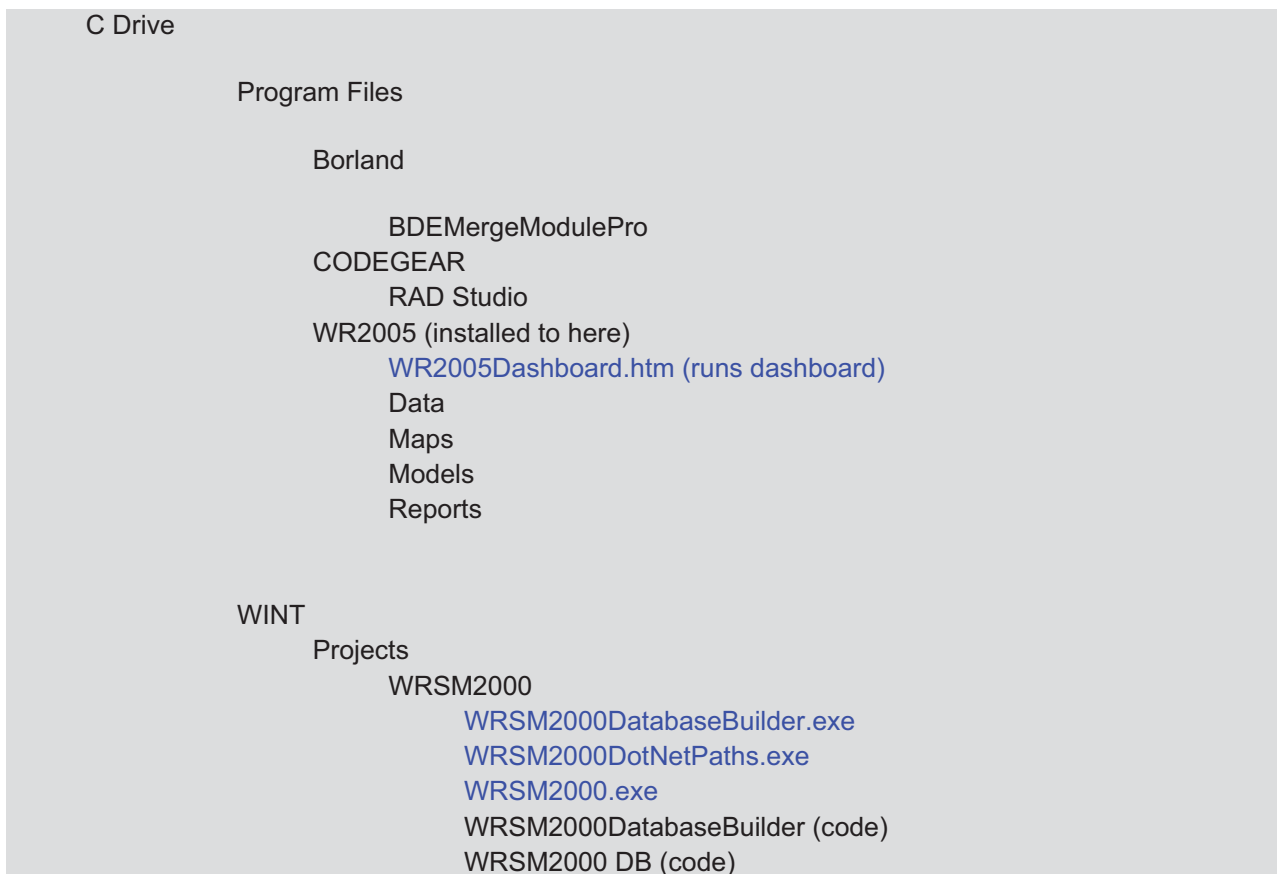 C Drive
Program Files
Borland
BDEMergeModulePro
CODEGEAR
RAD Studio
WR2005 (installed to here)
WR2005Dashboard.htm (runs dashboard)
Data
Maps
Models
Reports
WINT
Projects
WRSM2000
WRSM2000DatabaseBuilder.exe
WRSM2000DotNetPaths.exe
WRSM2000.exe
WRSM2000DatabaseBuilder (code)
WRSM2000 DB (code)